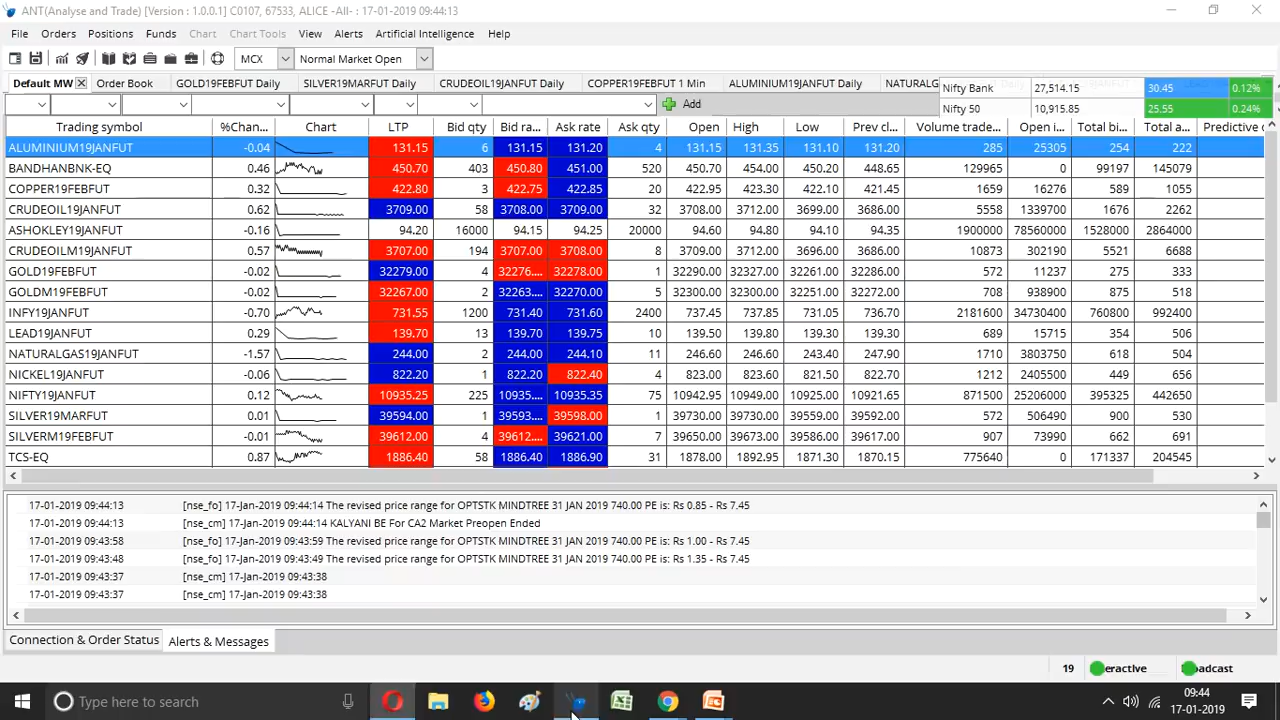 ANT(Analyse and Trade) [Version : 1.0.0.1] C0107, 67533, ALICE -All- : 17-01-2019 09:44:13
File Orders Positions Funds Chart Chart Tools View Alerts Artificial Intelligence Help
MCX Normal Market Open
Default MW Order Book GOLD19FEBFUT Daily SILVER19MARFUT Daily CRUDEOIL19JANFUT Daily COPPER19FEBFUT 1 Min ALUMINIUM19JANFUT Daily
Nifty Bank 27,514.15 30.45 0.12%
Add
Nifty 50 10,915.85 25.55 0.24%
Trading symbol %Chan... Chart LTP Bid qty Bid ra... Ask rate Ask qty Open High Low Prev cl... Volume trade... Open i... Total bi... Total a... Predictive
ALUMINIUM19JANFUT -0.04 131.15 6 131.15 131.20 4 131.15 131.35 131.10 131.20 285 25305 254 222
BANDHANBNK-EQ 0.46 450.70 403 450.80 451.00 520 450.70 454.00 450.20 448.65 129965 0 99197 145079
COPPER19FEBFUT 0.32 422.80 3 422.75 422.85 20 422.95 423.30 422.10 421.45 1659 16276 589 1055
CRUDEOIL19JANFUT 0.62 3709.00 58 3708.00 3709.00 32 3708.00 3712.00 3699.00 3686.00 5558 1339700 1676 2262
ASHOKLEY19JANFUT -0.16 94.20 16000 94.15 94.25 20000 94.60 94.80 94.10 94.35 1900000 78560000 1528000 2864000
CRUDEOILM19JANFUT 0.57 3707.00 194 3707.00 3708.00 8 3709.00 3712.00 3700.00 3686.00 10873 302190 5521 6688
GOLD19FEBFUT -0.02 32279.00 4 32276.... 32278.00 1 32290.00 32327.00 32261.00 32286.00 572 11237 275 333
GOLDM19FEBFUT -0.02 32267.00 2 32263.... 32270.00 5 32300.00 32300.00 32251.00 32272.00 708 938900 875 518
INFY19JANFUT -0.70 731.55 1200 731.40 731.60 2400 737.45 737.85 731.05 736.70 2181600 34730400 760800 992400
LEAD19JANFUT 0.29 139.70 13 139.70 139.75 10 139.50 139.80 139.30 139.30 689 15715 354 506
NATURALGAS19JANFUT -1.57 244.00 2 244.00 244.10 11 246.60 246.60 243.40 247.90 1710 3803750 618 504
NICKEL19JANFUT -0.06 822.20 1 822.20 822.40 4 823.00 823.60 821.50 822.70 1212 2405500 449 656
NIFTY19JANFUT 0.12 10935.25 225 10935.... 10935.35 75 10942.95 10949.00 10925.00 10921.65 871500 25206000 395325 442650
SILVER19MARFUT 0.01 39594.00 1 39593.... 39598.00 1 39730.00 39730.00 39559.00 39592.00 572 506490 900 530
SILVERM19FEBFUT -0.01 39612.00 4 39612.... 39621.00 7 39650.00 39673.00 39586.00 39617.00 907 73990 662 691
TCS-EQ 0.87 1886.40 58 1886.40 1886.90 31 1878.00 1892.95 1871.30 1870.15 775640 0 171337 204545
17-01-2019 09:44:13 [nse_fo] 17-Jan-2019 09:44:14 The revised price range for OPTSTK MINDTREE 31 JAN 2019 740.00 PE is: Rs 0.85 - Rs 7.45
17-01-2019 09:44:13 [nse_cm] 17-Jan-2019 09:44:14 KALYANI BE For CA2 Market Preopen Ended
17-01-2019 09:43:58 [nse_fo] 17-Jan-2019 09:43:59 The revised price range for OPTSTK MINDTREE 31 JAN 2019 740.00 PE is: Rs 1.00 - Rs 7.45
17-01-2019 09:43:48 [nse_fo] 17-Jan-2019 09:43:49 The revised price range for OPTSTK MINDTREE 31 JAN 2019 740.00 PE is: Rs 1.35 - Rs 7.45
17-01-2019 09:43:37 [nse_cm] 17-Jan-2019 09:43:38
17-01-2019 09:43:37 [nse_cm] 17-Jan-2019 09:43:38
Connection & Order Status Alerts & Messages
19 eractive adcast
Type here to search
09:44
17-01-2019